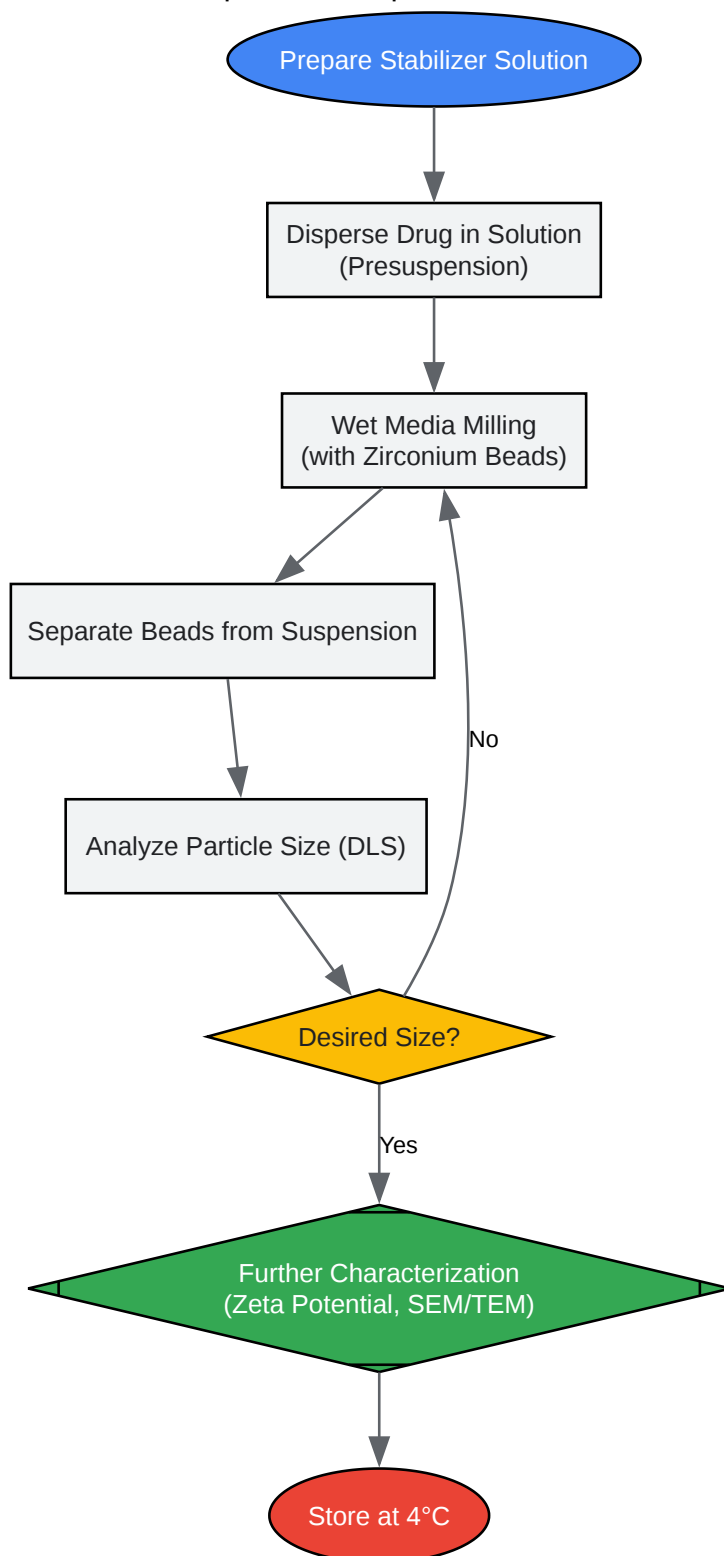 Prepare Stabilizer Solution
Disperse Drug in Solution
(Presuspension)
Wet Media Milling
(with Zirconium Beads)
Separate Beads from Suspension
No
Analyze Particle Size (DLS)
Desired Size?
Yes
Further Characterization
(Zeta Potential, SEM/TEM)
Store at 4°C